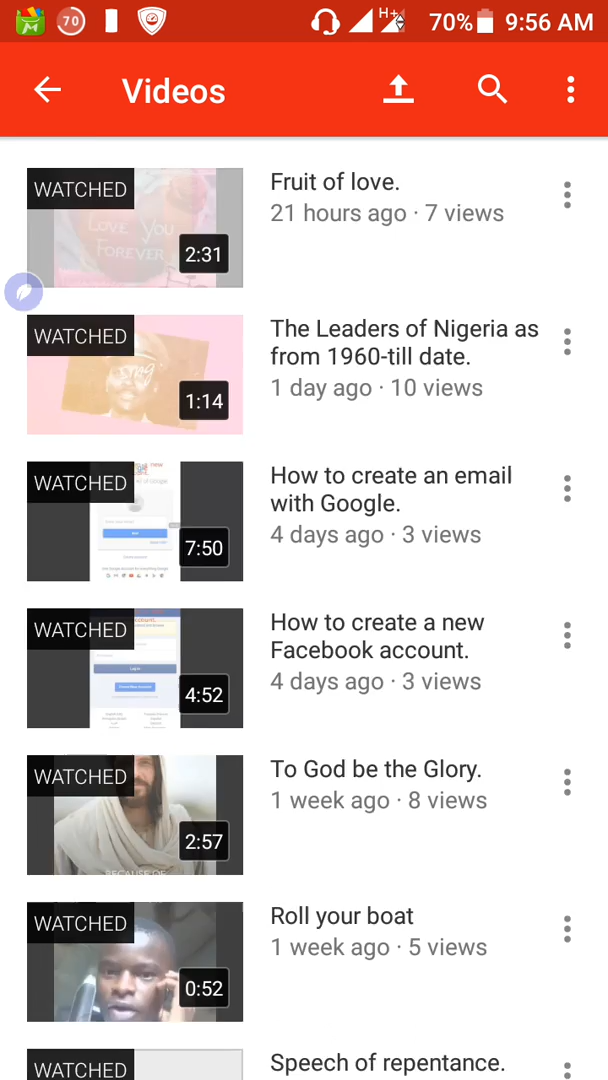 70
H+
70%
9:56 AM
Videos
WATCHED
LOVE YOU
FOREVER
2:31
Fruit of love.
21 hours ago · 7 views
WATCHED
1:14
The Leaders of Nigeria as
from 1960-till date.
1 day ago · 10 views
WATCHED
7:50
How to create an email
with Google.
4 days ago · 3 views
WATCHED
4:52
How to create a new
Facebook account.
4 days ago · 3 views
WATCHED
BECAUSE OF
2:57
To God be the Glory.
1 week ago · 8 views
WATCHED
0:52
Roll your boat
1 week ago · 5 views
WATCHED
Speech of repentance.